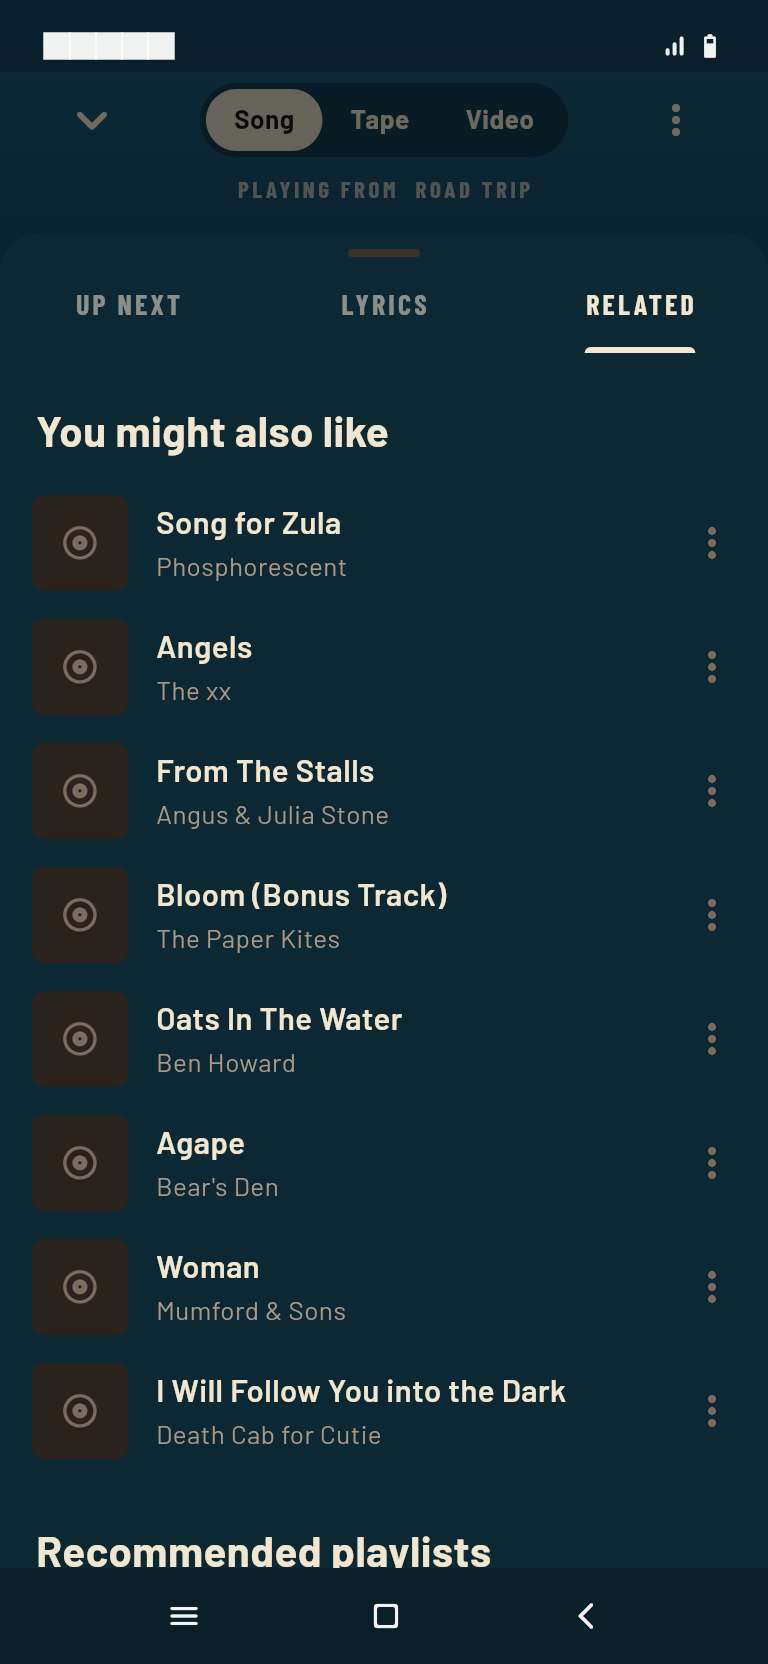 Song Tape Video
PLAYING FROM ROAD TRIP
UP NEXT LYRICS RELATED
You might also like
Song for Zula
Phosphorescent
Angels
The xx
From The Stalls
Angus & Julia Stone
Bloom (Bonus Track)
The Paper Kites
Oats In The Water
Ben Howard
Agape
Bear's Den
Woman
Mumford & Sons
I Will Follow You into the Dark
Death Cab for Cutie
Recommended playlists